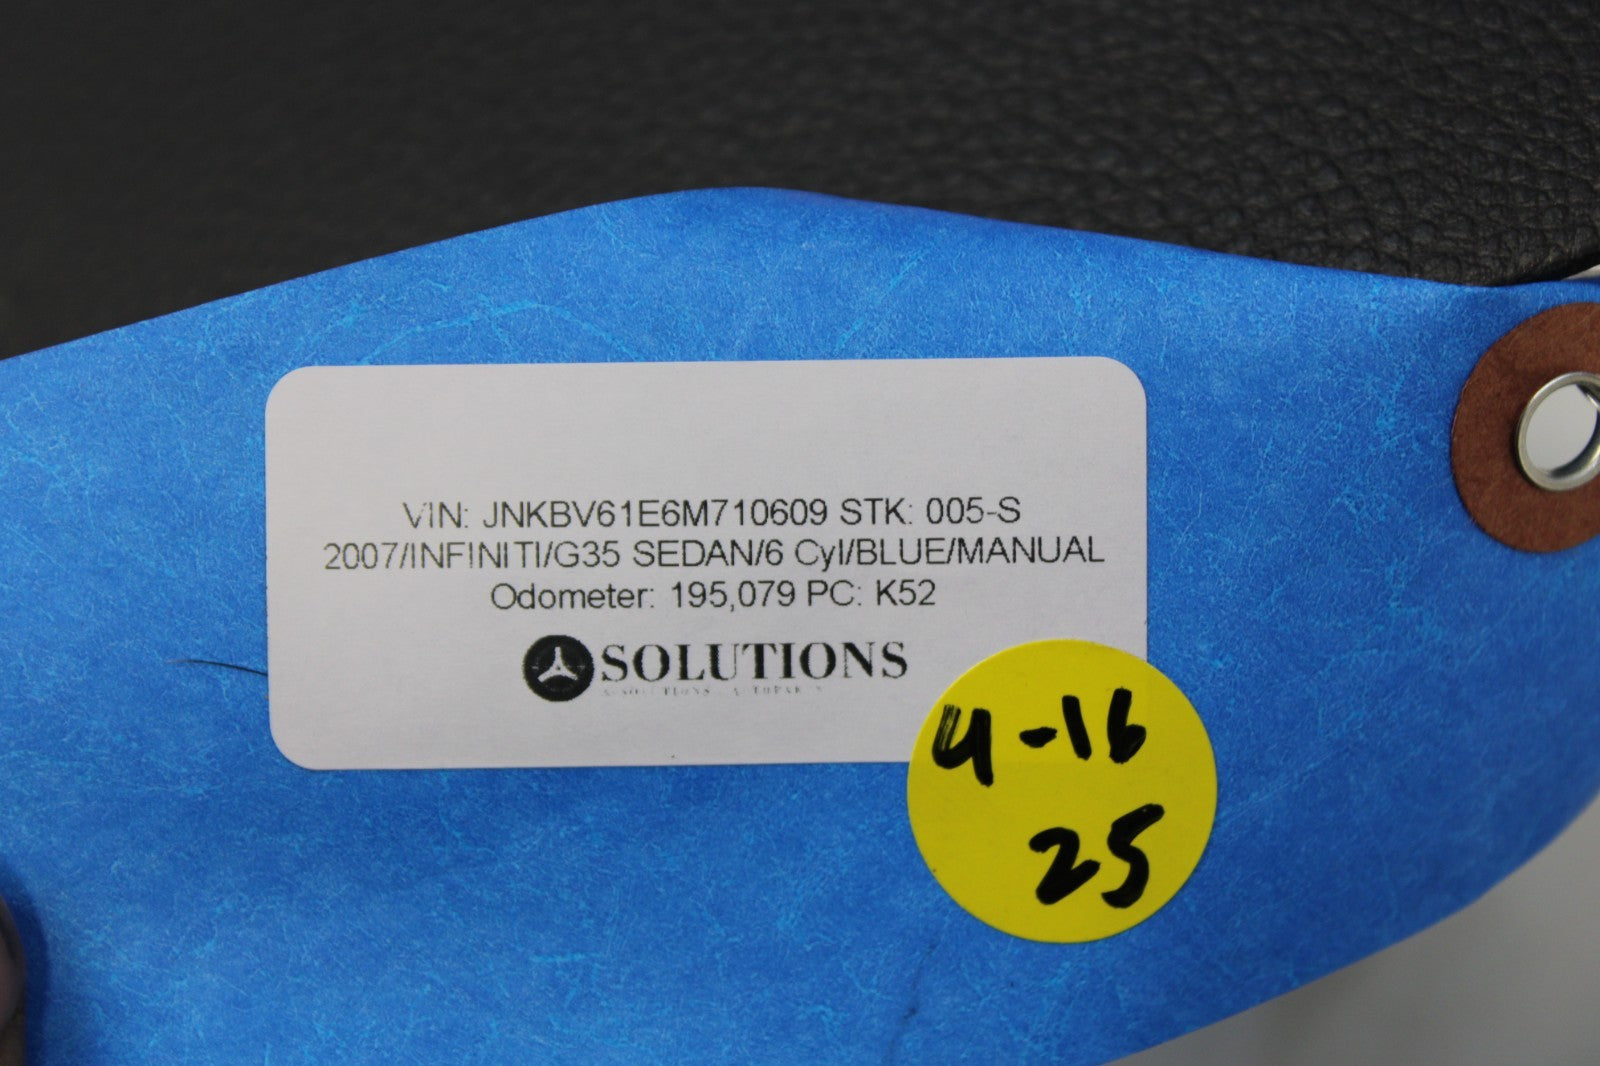 VIN: JNKBV61E6M710609 STK: 005-S
2007/INFINITI/G35 SEDAN/6 Cyl/BLUE/MANUAL
Odometer: 195,079 PC: K52
SOLUTIONS
4-16
25